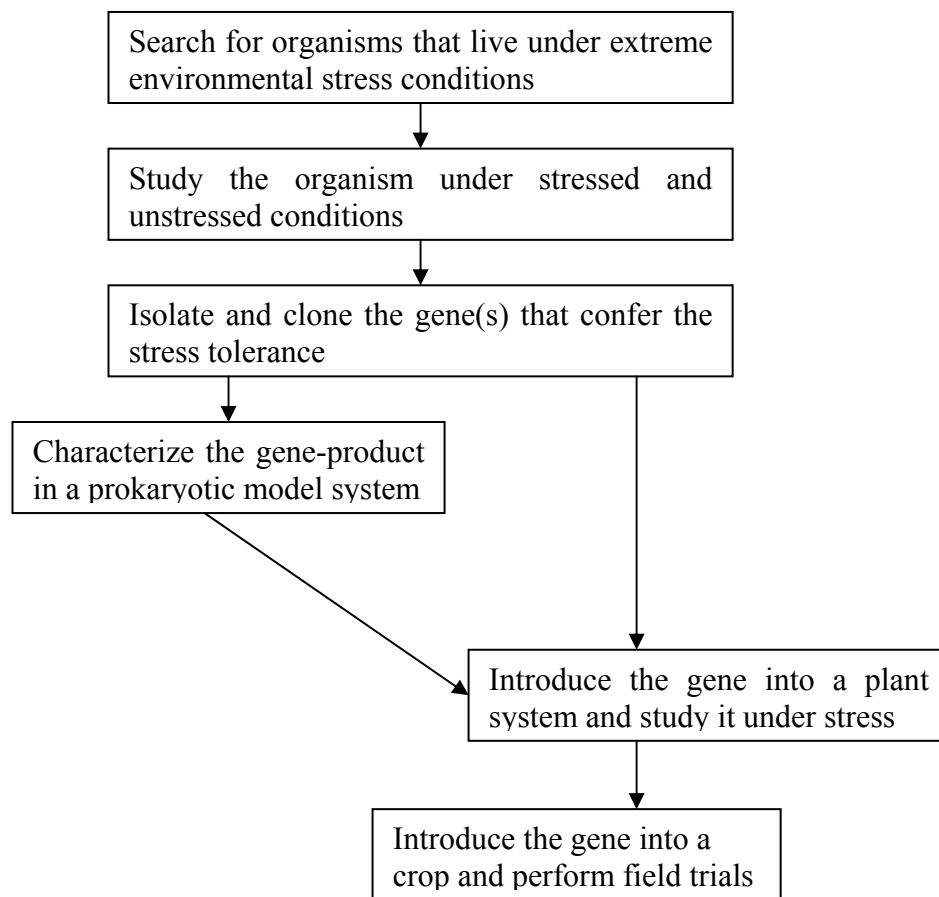 Search for organisms that live under extreme
environmental stress conditions
Study the organism under stressed and
unstressed conditions
Isolate and clone the gene(s) that confer the
stress tolerance
Characterize the gene-product
in a prokaryotic model system
Introduce the gene into a plant
system and study it under stress
Introduce the gene into a
crop and perform field trials